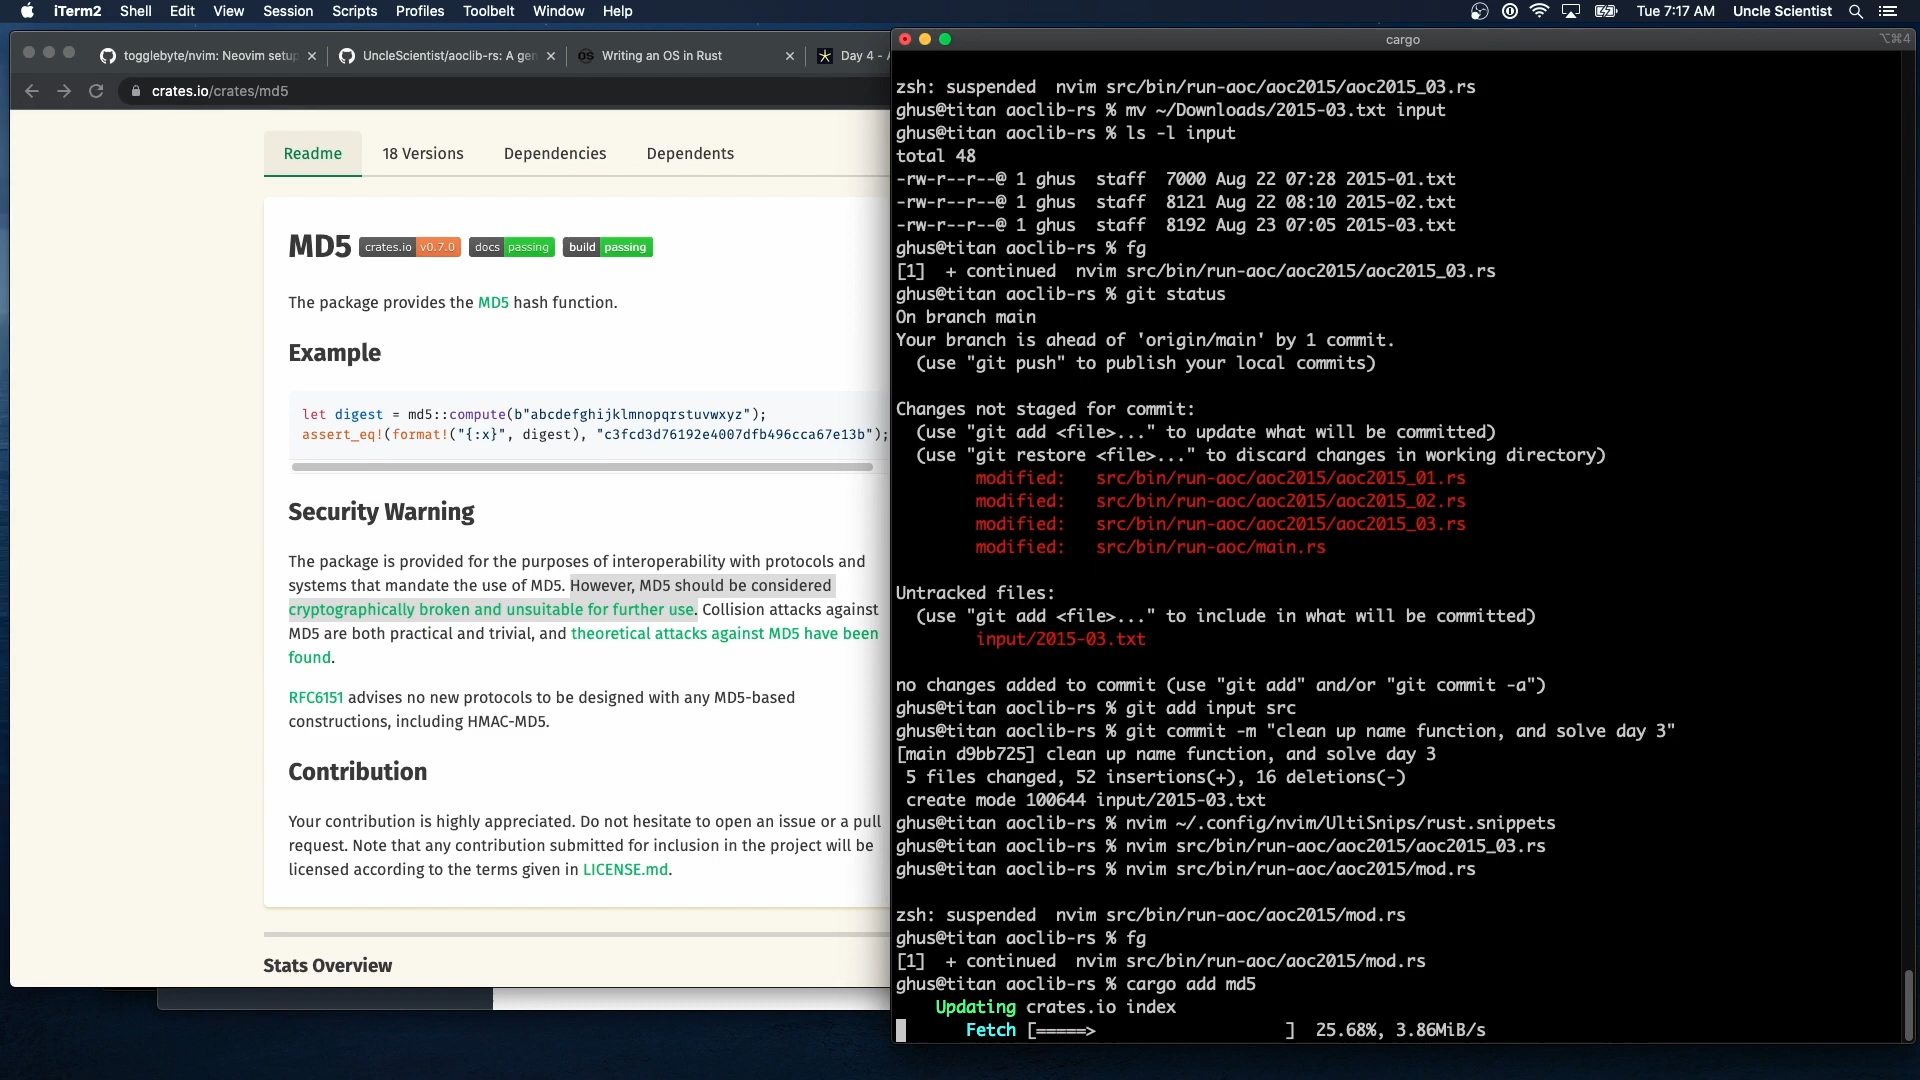 iTerm2 Shell Edit View Session Scripts Profiles Toolbelt Window Help
Tue 7:17 AM Uncle Scientist
togglebyte/nvim: Neovim setup
UncleScientist/aoclib-rs: A gen
Writing an OS in Rust
Day 4 - A
crates.io/crates/md5
Readme 18 Versions Dependencies Dependents
MD5 crates.io v0.7.0 docs passing build passing
The package provides the MD5 hash function.
Example
let digest = md5::compute(b"abcdefghijklmnopqrstuvwxyz");
assert_eq!(format!("{:x}", digest), "c3fcd3d76192e4007dfb496cca67e13b");
Security Warning
The package is provided for the purposes of interoperability with protocols and
systems that mandate the use of MD5. However, MD5 should be considered
cryptographically broken and unsuitable for further use. Collision attacks against
MD5 are both practical and trivial, and theoretical attacks against MD5 have been
found.
RFC6151 advises no new protocols to be designed with any MD5-based
constructions, including HMAC-MD5.
Contribution
Your contribution is highly appreciated. Do not hesitate to open an issue or a pull
request. Note that any contribution submitted for inclusion in the project will be
licensed according to the terms given in LICENSE.md.
Stats Overview
cargo
⌥⌘4
zsh: suspended  nvim src/bin/run-aoc/aoc2015/aoc2015_03.rs
ghus@titan aoclib-rs % mv ~/Downloads/2015-03.txt input
ghus@titan aoclib-rs % ls -l input
total 48
-rw-r--r--@ 1 ghus  staff  7000 Aug 22 07:28 2015-01.txt
-rw-r--r--@ 1 ghus  staff  8121 Aug 22 08:10 2015-02.txt
-rw-r--r--@ 1 ghus  staff  8192 Aug 23 07:05 2015-03.txt
ghus@titan aoclib-rs % fg
[1]  + continued  nvim src/bin/run-aoc/aoc2015/aoc2015_03.rs
ghus@titan aoclib-rs % git status
On branch main
Your branch is ahead of 'origin/main' by 1 commit.
(use "git push" to publish your local commits)
Changes not staged for commit:
(use "git add <file>..." to update what will be committed)
(use "git restore <file>..." to discard changes in working directory)
modified:   src/bin/run-aoc/aoc2015/aoc2015_01.rs
modified:   src/bin/run-aoc/aoc2015/aoc2015_02.rs
modified:   src/bin/run-aoc/aoc2015/aoc2015_03.rs
modified:   src/bin/run-aoc/main.rs
Untracked files:
(use "git add <file>..." to include in what will be committed)
input/2015-03.txt
no changes added to commit (use "git add" and/or "git commit -a")
ghus@titan aoclib-rs % git add input src
ghus@titan aoclib-rs % git commit -m "clean up name function, and solve day 3"
[main d9bb725] clean up name function, and solve day 3
5 files changed, 52 insertions(+), 16 deletions(-)
create mode 100644 input/2015-03.txt
ghus@titan aoclib-rs % nvim ~/.config/nvim/UltiSnips/rust.snippets
ghus@titan aoclib-rs % nvim src/bin/run-aoc/aoc2015/aoc2015_03.rs
ghus@titan aoclib-rs % nvim src/bin/run-aoc/aoc2015/mod.rs
zsh: suspended  nvim src/bin/run-aoc/aoc2015/mod.rs
ghus@titan aoclib-rs % fg
[1]  + continued  nvim src/bin/run-aoc/aoc2015/mod.rs
ghus@titan aoclib-rs % cargo add md5
Updating crates.io index
Fetch [=====>                   ]  25.68%, 3.86MiB/s